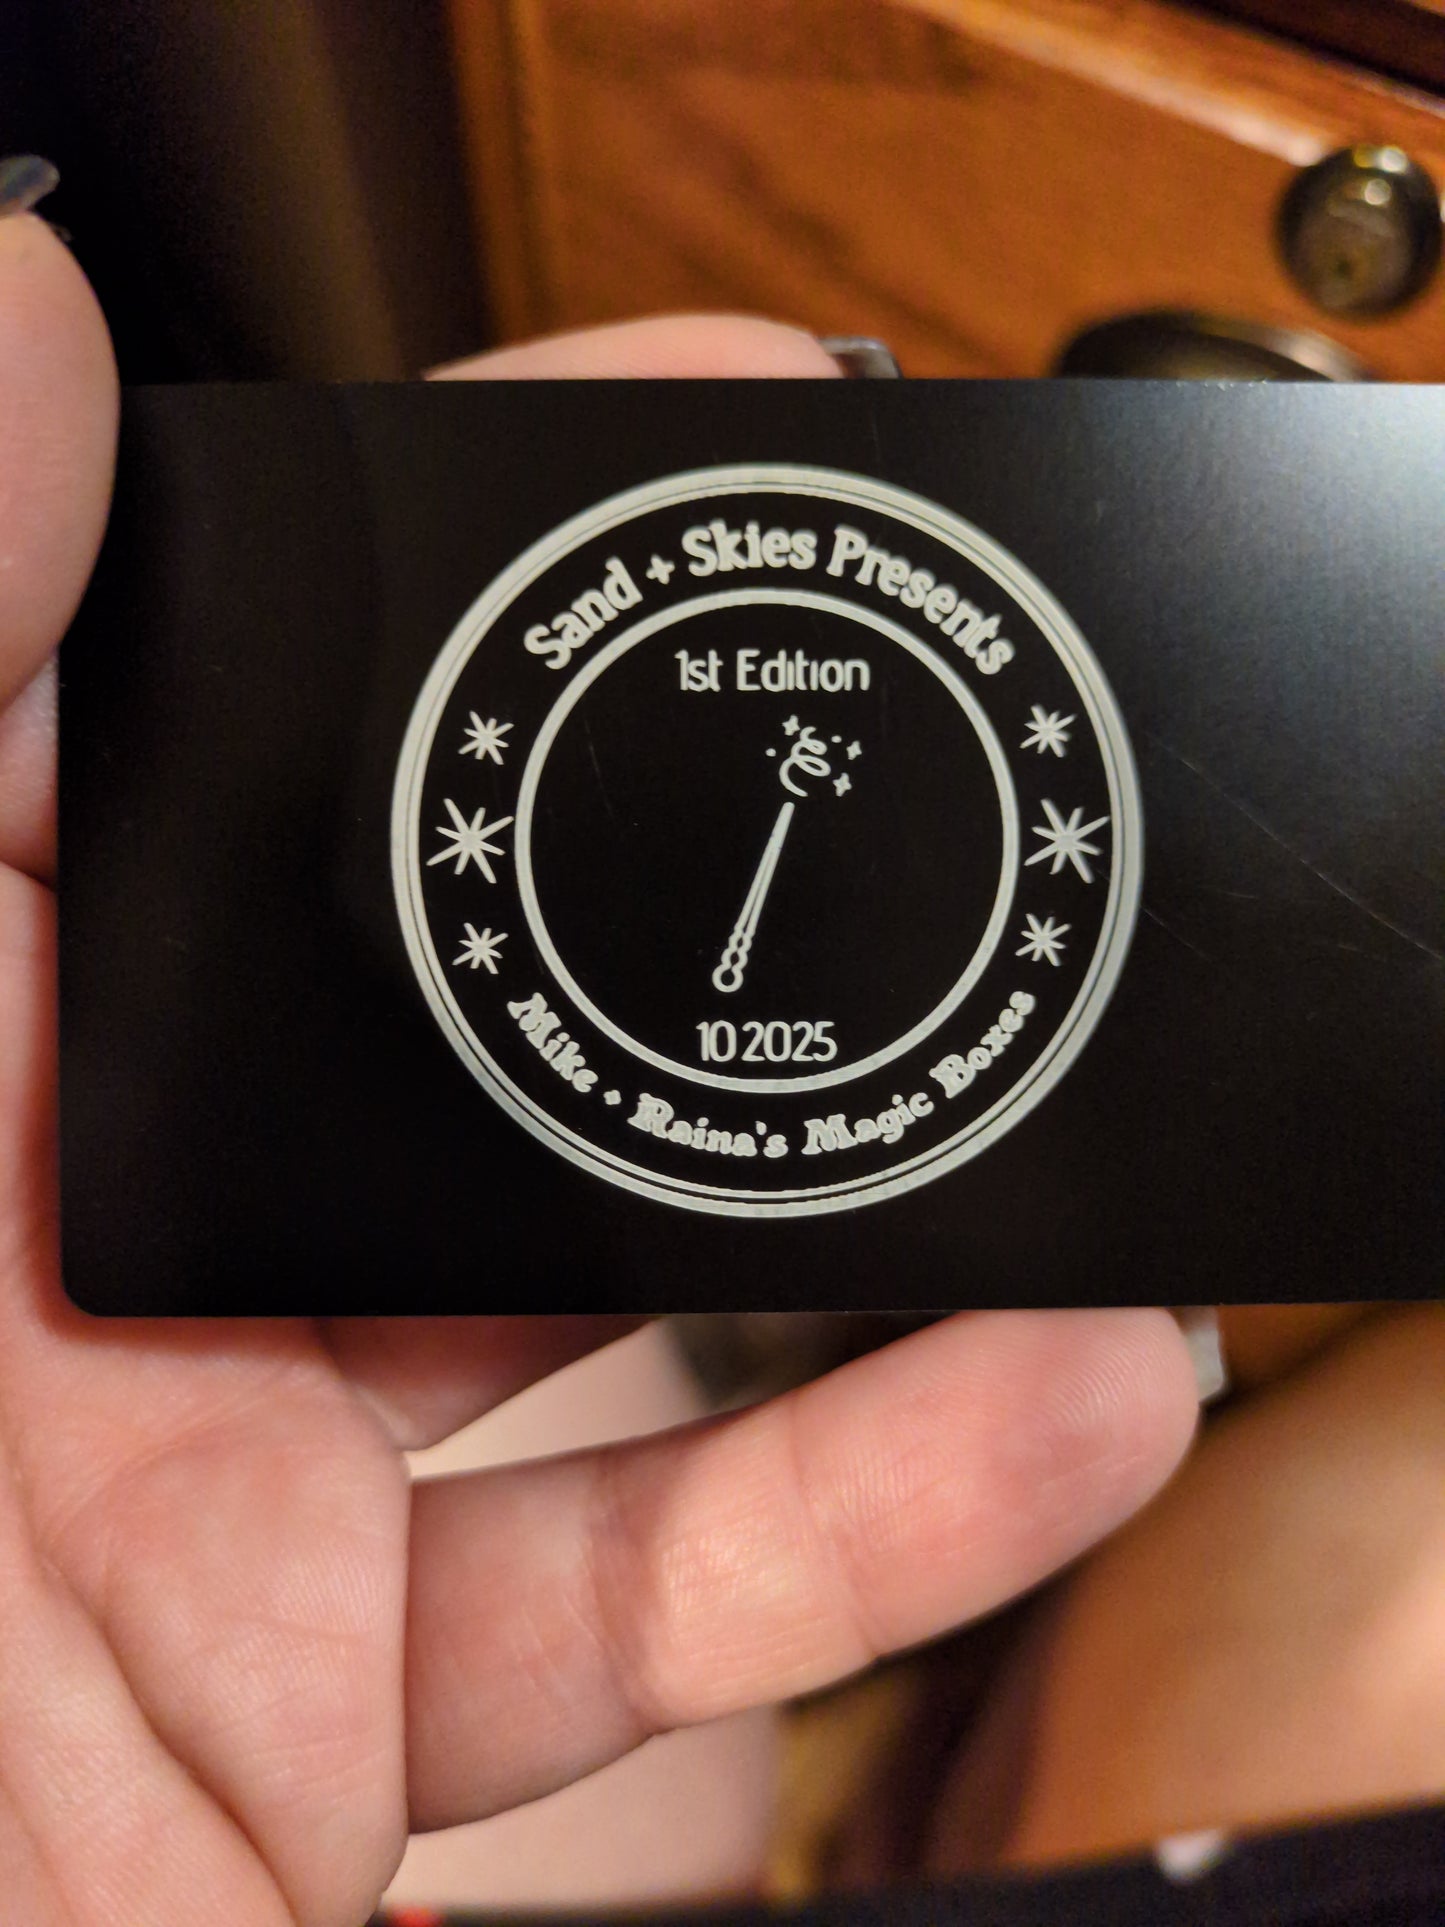 Sand + Skies Presents
1st Edition
10 2025
Mike + Raina's Magic Boxes